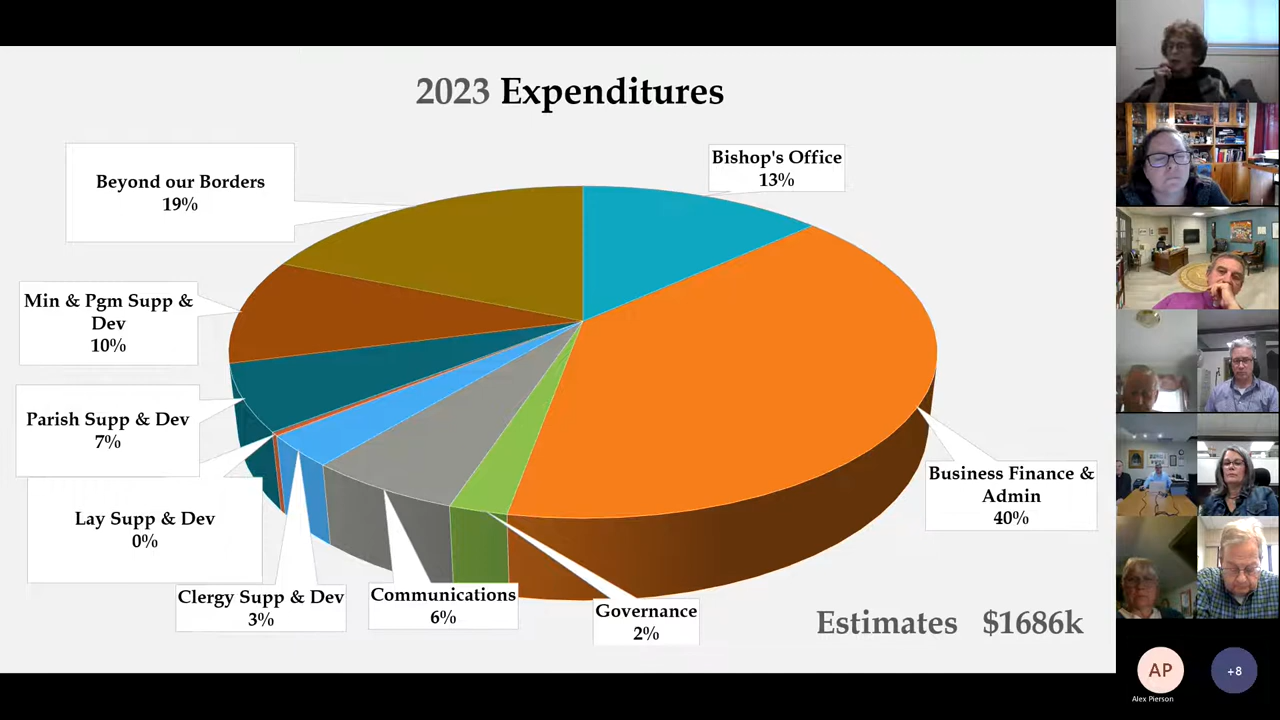 2023 Expenditures
Bishop's Office
13%
Beyond our Borders
19%
Min & Pgm Supp &
Dev
10%
Parish Supp & Dev
7%
Business Finance &
Admin
40%
Lay Supp & Dev
0%
Clergy Supp & Dev
3%
Communications
6%
Governance
2%
Estimates $1686k
AP
+8
Alex Pierson